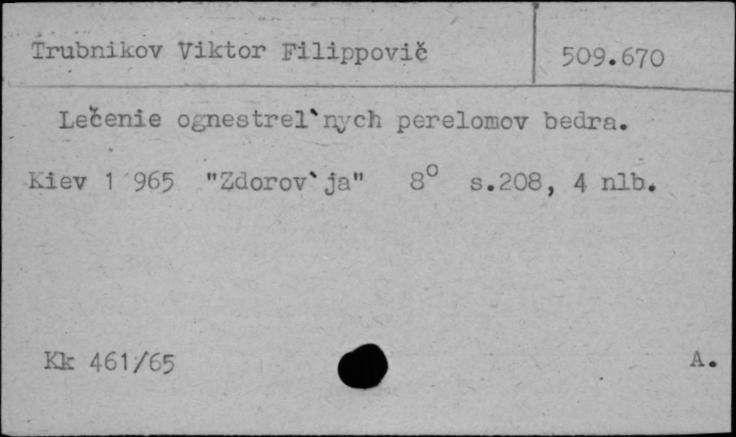 Trubnikov Viktor Filippovič
509.670
Lečenie ognestrel`nych perelomov bedra.
Kiev 1 965 "Zdorov`ja" 8° s.208, 4 nlb.
Kk 461/65
A.